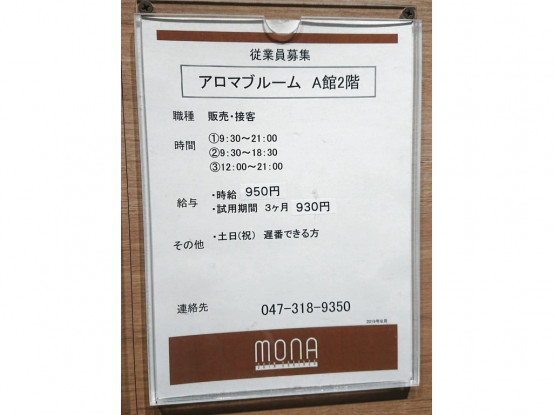 従業員募集
アロマブルーム A館2階
職種 販売・接客
時間 ①9:30～21:00
②9:30～18:30
③12:00～21:00
給与 ・時給 950円
・試用期間 3ヶ月 930円
その他 ・土日(祝) 遅番できる方
連絡先 047-318-9350
MONA